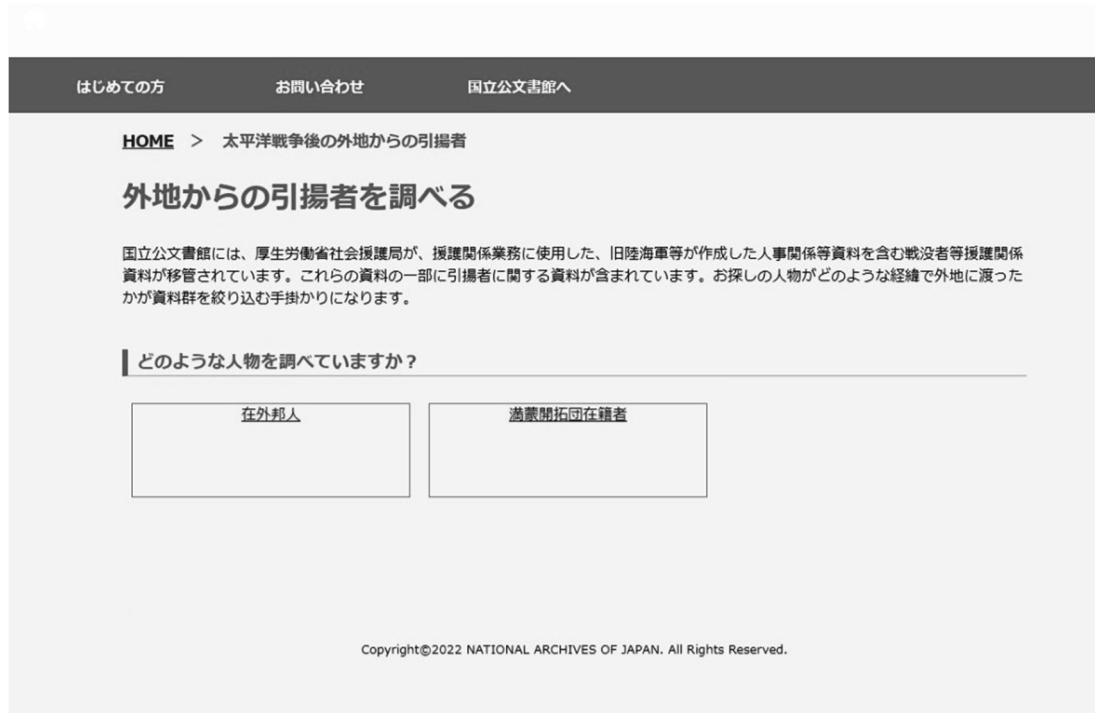 はじめての方 お問い合わせ 国立公文書館へ
HOME > 太平洋戦争後の外地からの引揚者
外地からの引揚者を調べる
国立公文書館には、厚生労働省社会援護局が、援護関係業務に使用した、旧陸海軍等が作成した人事関係等資料を含む戦没者等援護関係
資料が移管されています。これらの資料の一部に引揚者に関する資料が含まれています。お探しの人物がどのような経緯で外地に渡った
かが資料群を絞り込む手掛かりになります。
どのような人物を調べていますか？
在外邦人 満蒙開拓団在籍者
Copyright©2022 NATIONAL ARCHIVES OF JAPAN. All Rights Reserved.